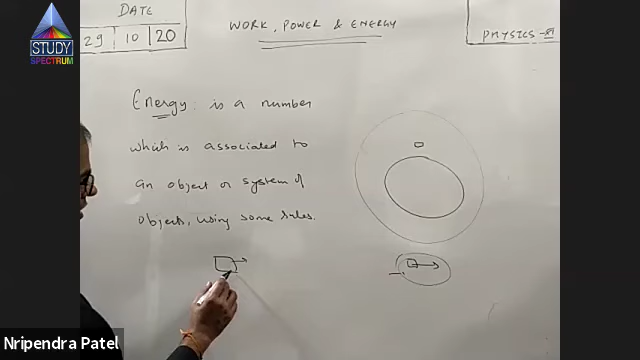 DATE
29 10 20
WORK, POWER & ENERGY
PHYSICS-
STUDY
SPECTRUM
Energy: is a number
which is associated to
an object or system of
objects, using some rules.
Nripendra Patel